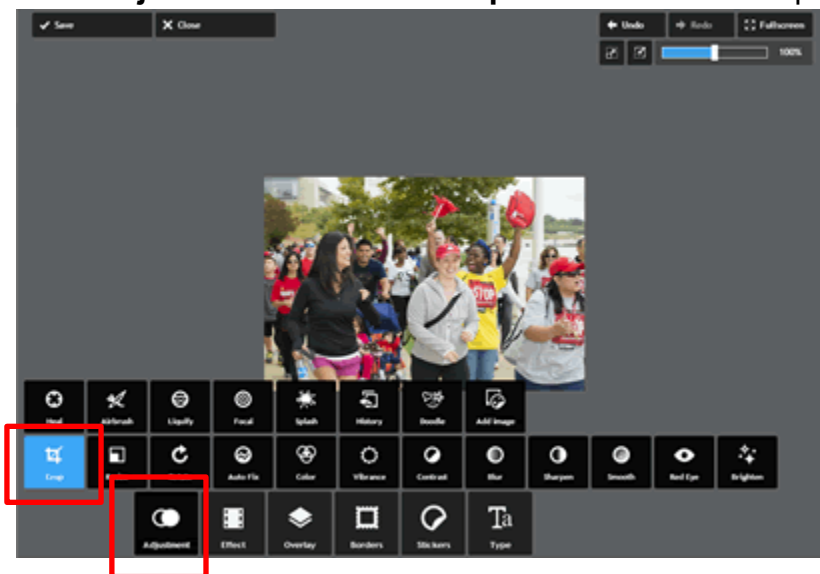 Save Close Undo Redo Fullscreen
100%
STOP
Heal Airbrush Liquify Focal Splash History Doodle Add image
Crop Auto Fix Color Vibrance Contrast Blur Sharpen Smooth Red Eye Brighten
Adjustment Effect Overlay Borders Stickers Type